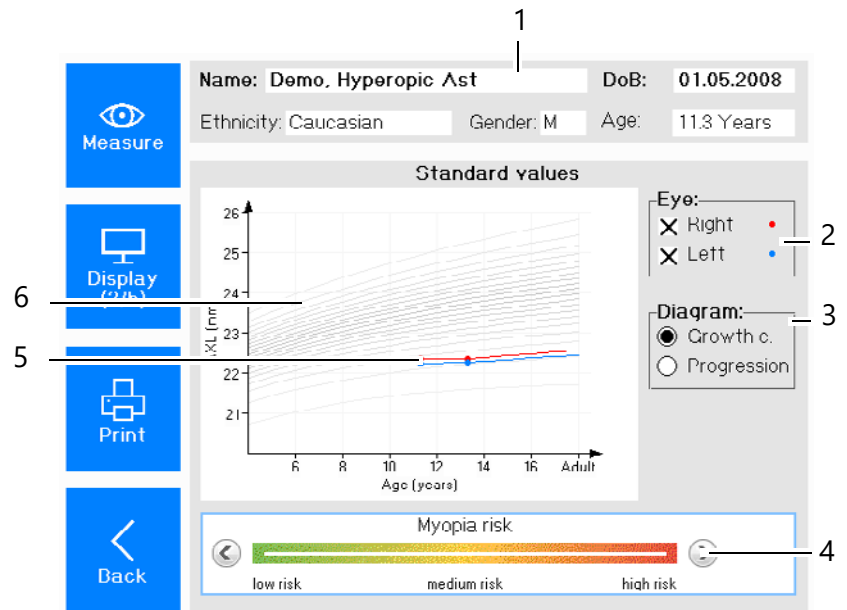 1
Name: Demo, Hyperopic Ast DoB: 01.05.2008
Ethnicity: Caucasian Gender: M Age: 11.3 Years
Measure
Display
Print
Back
Standard values
26
25
24
23
22
21
6 8 10 12 14 16 Adult
Age (years)
Eye:
Right
Left
2
Diagram:
Growth c.
Progression
3
6
5
Myopia risk
low risk medium risk high risk
4